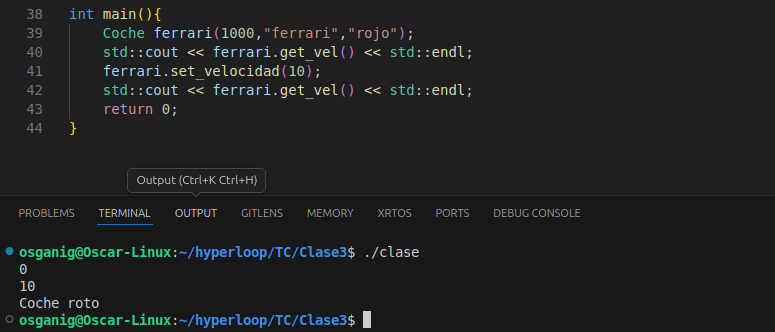 38 int main(){
39 Coche ferrari(1000,"ferrari","rojo");
40 std::cout << ferrari.get_vel() << std::endl;
41 ferrari.set_velocidad(10);
42 std::cout << ferrari.get_vel() << std::endl;
43 return 0;
44 }
Output (Ctrl+K Ctrl+H)
PROBLEMS TERMINAL OUTPUT GITLENS MEMORY XRTOS PORTS DEBUG CONSOLE
osganig@Oscar-Linux:~/hyperloop/TC/Clase3$ ./clase
0
10
Coche roto
osganig@Oscar-Linux:~/hyperloop/TC/Clase3$